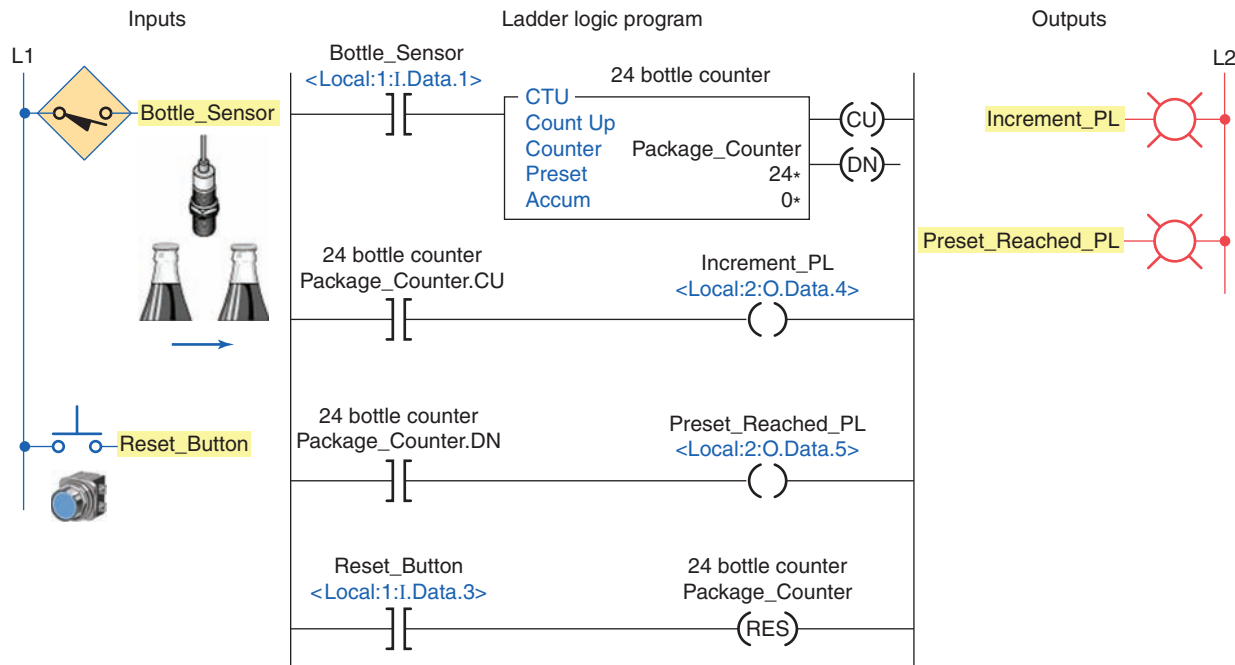 Inputs
Ladder logic program
Outputs
L1
L2
Bottle_Sensor
<Local:1:I.Data.1>
24 bottle counter
Bottle_Sensor
CTU
Count Up
Counter Package_Counter
Preset 24*
Accum 0*
CU
DN
Increment_PL
Preset_Reached_PL
24 bottle counter
Package_Counter.CU
Increment_PL
<Local:2:O.Data.4>
24 bottle counter
Package_Counter.DN
Preset_Reached_PL
<Local:2:O.Data.5>
Reset_Button
Reset_Button
<Local:1:I.Data.3>
24 bottle counter
Package_Counter
RES